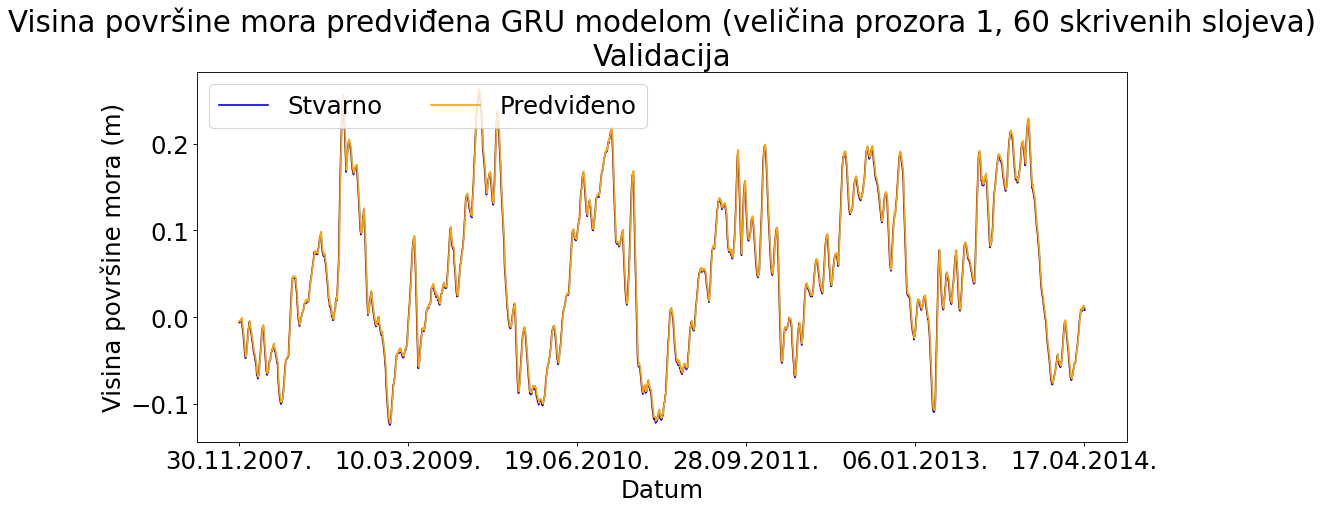 Visina površine mora predviđena GRU modelom (veličina prozora 1, 60 skrivenih slojeva)
Validacija
Stvarno Predviđeno
Visina površine mora (m)
0.2
0.1
0.0
−0.1
30.11.2007. 10.03.2009. 19.06.2010. 28.09.2011. 06.01.2013. 17.04.2014.
Datum